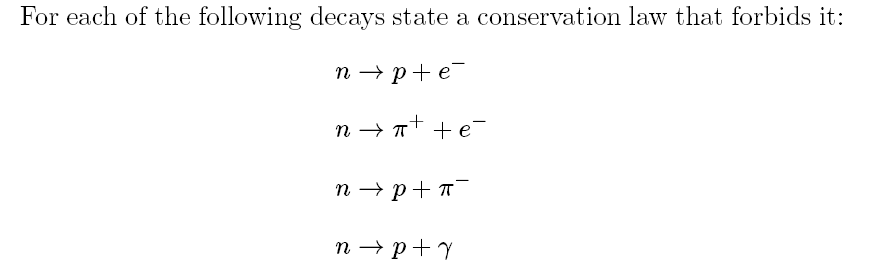 For each of the following decays state a conservation law that forbids it:
n → p + e⁻
n → π⁺ + e⁻
n → p + π⁻
n → p + γ